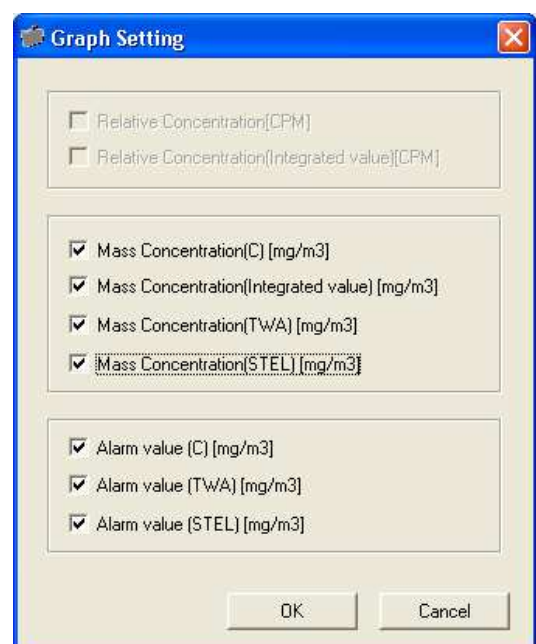 Graph Setting
Relative Concentration[CPM]
Relative Concentration(Integrated value)[CPM]
Mass Concentration(C) [mg/m3]
Mass Concentration(Integrated value) [mg/m3]
Mass Concentration(TWA) [mg/m3]
Mass Concentration(STEL) [mg/m3]
Alarm value (C) [mg/m3]
Alarm value (TWA) [mg/m3]
Alarm value (STEL) [mg/m3]
OK Cancel